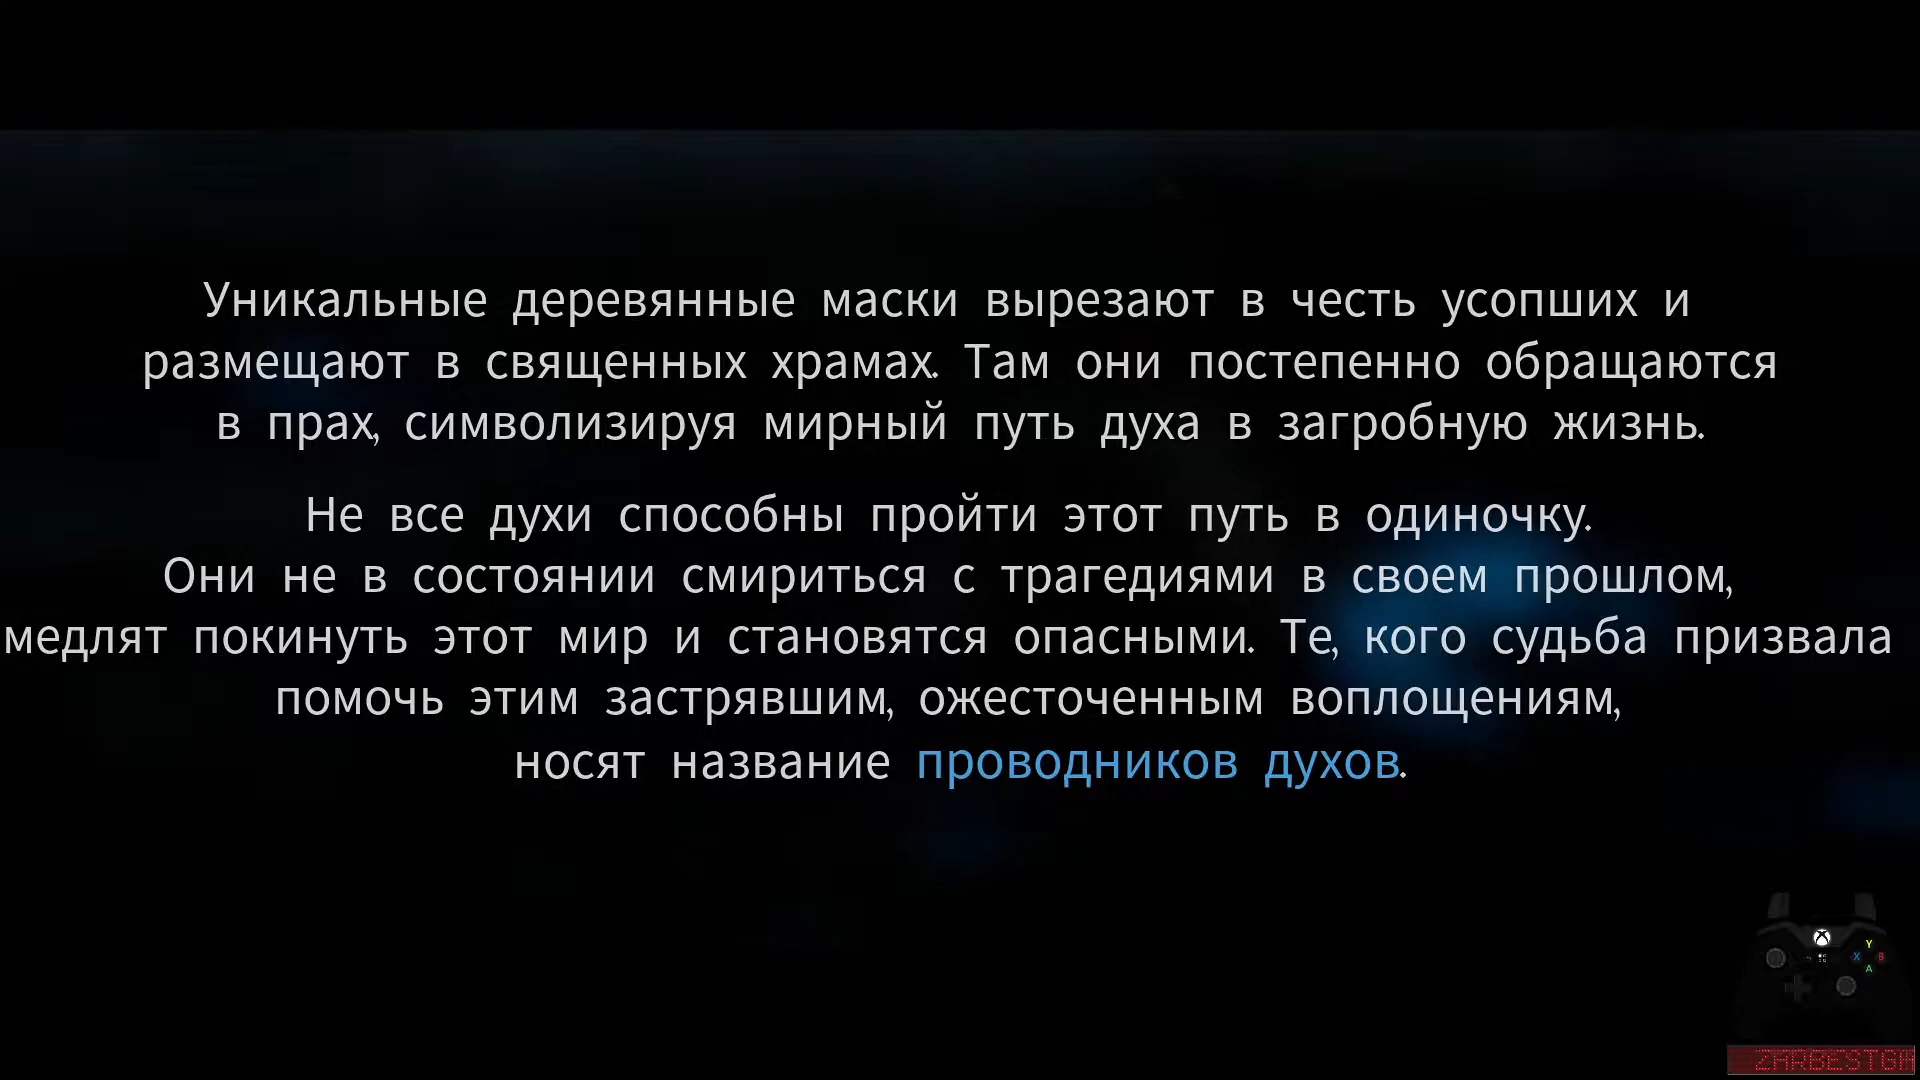 Уникальные деревянные маски вырезают в честь усопших и
размещают в священных храмах. Там они постепенно обращаются
в прах, символизируя мирный путь духа в загробную жизнь.
Не все духи способны пройти этот путь в одиночку.
Они не в состоянии смириться с трагедиями в своем прошлом,
медлят покинуть этот мир и становятся опасными. Те, кого судьба призвала
помочь этим застрявшим, ожесточенным воплощениям,
носят название проводников духов.
Y
X B
A
ZARBESTGM